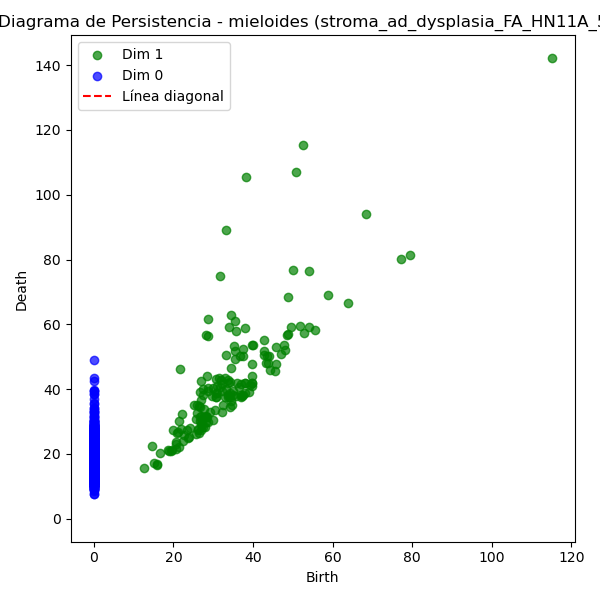 Diagrama de Persistencia - mieloides (stroma_ad_dysplasia_FA_HN11A_5
Dim 1
Dim 0
Línea diagonal
140
120
100
80
60
40
20
0
Death
0 20 40 60 80 100 120
Birth